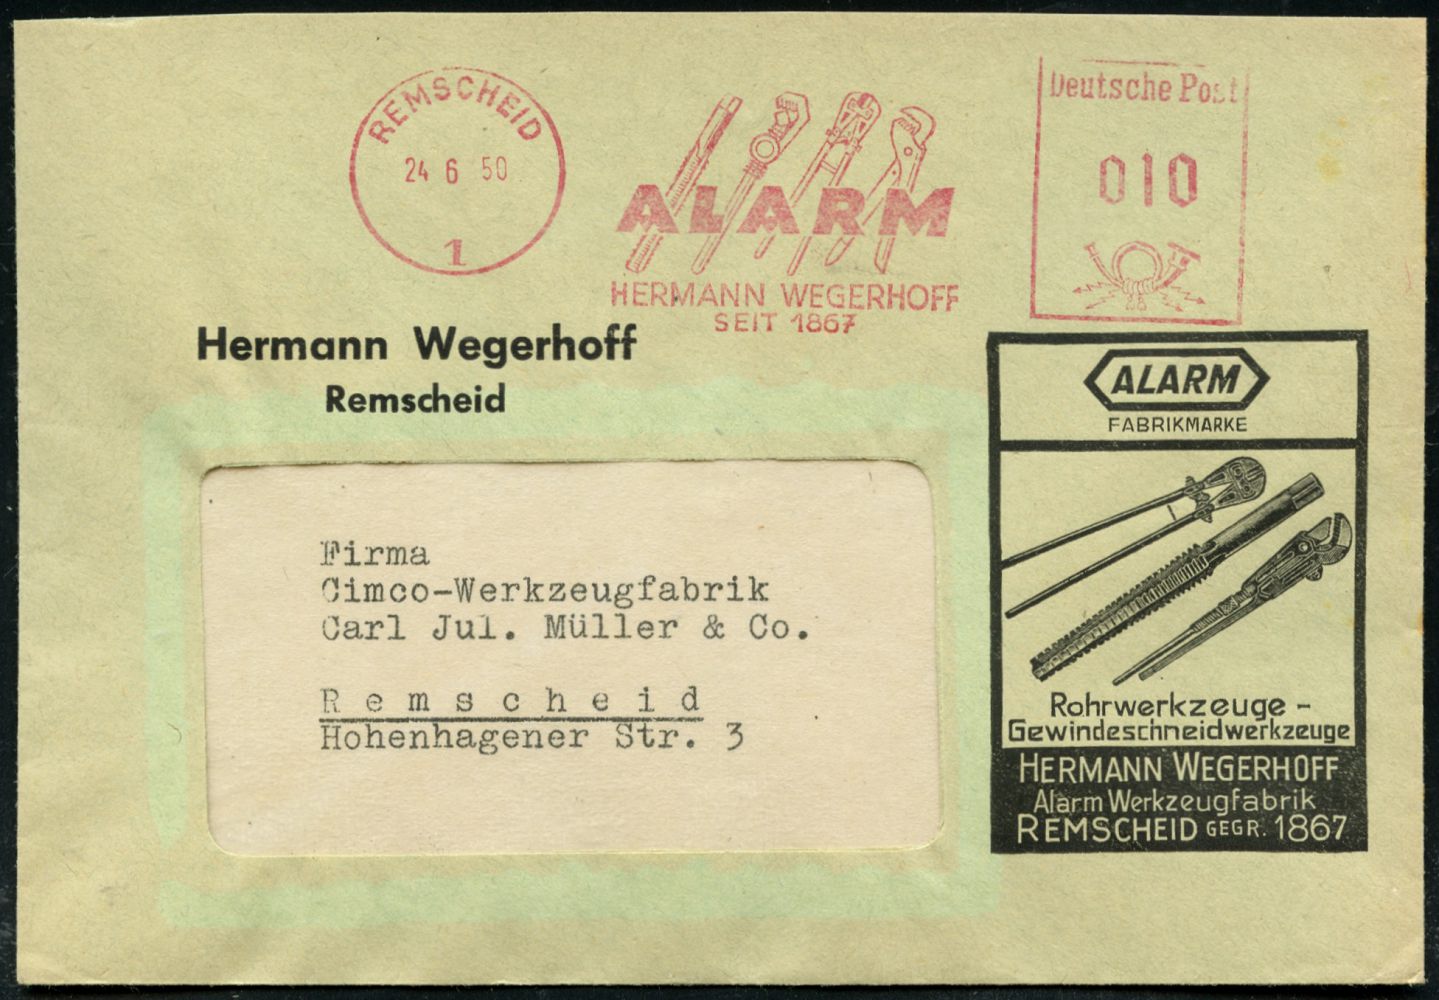 REMSCHEID
24 6 50
1
ALARM
HERMANN WEGERHOFF
SEIT 1867
Deutsche Post
010
Hermann Wegerhoff
Remscheid
Firma
Cimco-Werkzeugfabrik
Carl Jul. Müller & Co.
Remscheid
Hohenhagener Str. 3
ALARM
FABRIKMARKE
Rohrwerkzeuge -
Gewindeschneidwerkzeuge
HERMANN WEGERHOFF
Alarm Werkzeugfabrik
REMSCHEID GEGR. 1867